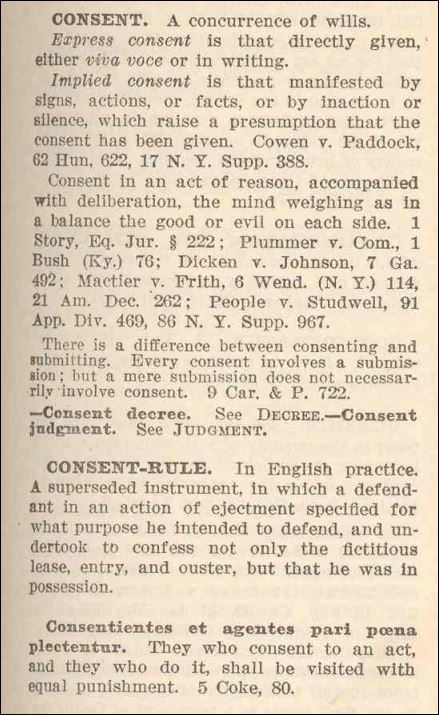 CONSENT. A concurrence of wills.
Express consent is that directly given,
either viva voce or in writing.
Implied consent is that manifested by
signs, actions, or facts, or by inaction or
silence, which raise a presumption that the
consent has been given. Cowen v. Paddock,
62 Hun, 622, 17 N. Y. Supp. 388.
Consent in an act of reason, accompanied
with deliberation, the mind weighing as in
a balance the good or evil on each side. 1
Story, Eq. Jur. § 222; Plummer v. Com., 1
Bush (Ky.) 76; Dicken v. Johnson, 7 Ga.
492; Mactier v. Frith, 6 Wend. (N. Y.) 114,
21 Am. Dec. 262; People v. Studwell, 91
App. Div. 469, 86 N. Y. Supp. 967.
There is a difference between consenting and
submitting. Every consent involves a submis-
sion; but a mere submission does not necessar-
rily involve consent. 9 Car. & P. 722.
—Consent decree. See DECREE.—Consent
judgment. See JUDGMENT.
CONSENT-RULE. In English practice.
A superseded instrument, in which a defend-
ant in an action of ejectment specified for
what purpose he intended to defend, and un-
dertook to confess not only the fictitious
lease, entry, and ouster, but that he was in
possession.
Consentientes et agentes pari pœna
plectentur. They who consent to an act,
and they who do it, shall be visited with
equal punishment. 5 Coke, 80.